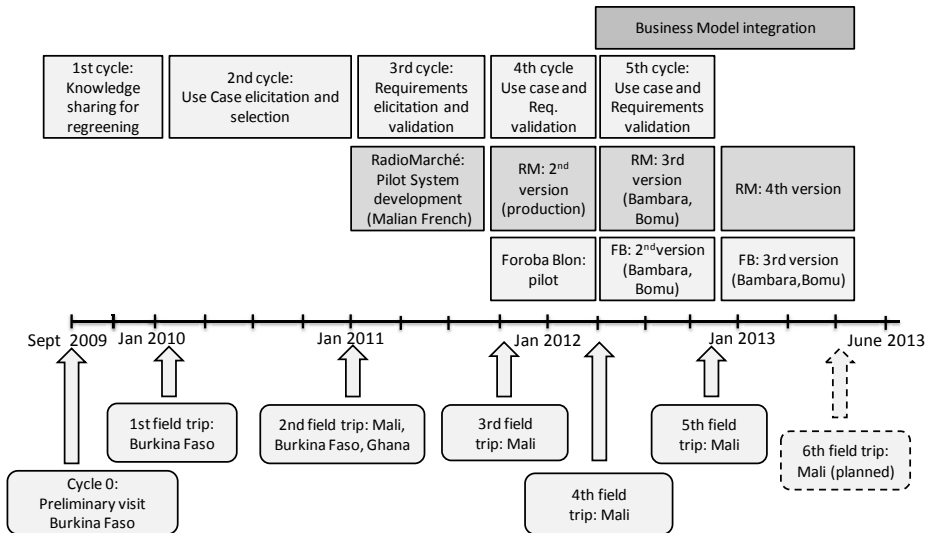 Business Model integration
1st cycle:
Knowledge
sharing for
regreening
2nd cycle:
Use Case elicitation and
selection
3rd cycle:
Requirements
elicitation and
validation
4th cycle
Use case and
Req.
validation
5th cycle:
Use case and
Requirements
validation
RadioMarché:
Pilot System
development
(Malian French)
RM: 2nd
version
(production)
RM: 3rd
version
(Bambara,
Bomu)
RM: 4th version
Foroba Blon:
pilot
FB: 2nd version
(Bambara,
Bomu)
FB: 3rd version
(Bambara,Bomu)
Sept 2009
Jan 2010
Jan 2011
Jan 2012
Jan 2013
June 2013
1st field trip:
Burkina Faso
2nd field trip: Mali,
Burkina Faso, Ghana
3rd field
trip: Mali
5th field
trip: Mali
6th field trip:
Mali (planned)
Cycle 0:
Preliminary visit
Burkina Faso
4th field
trip: Mali